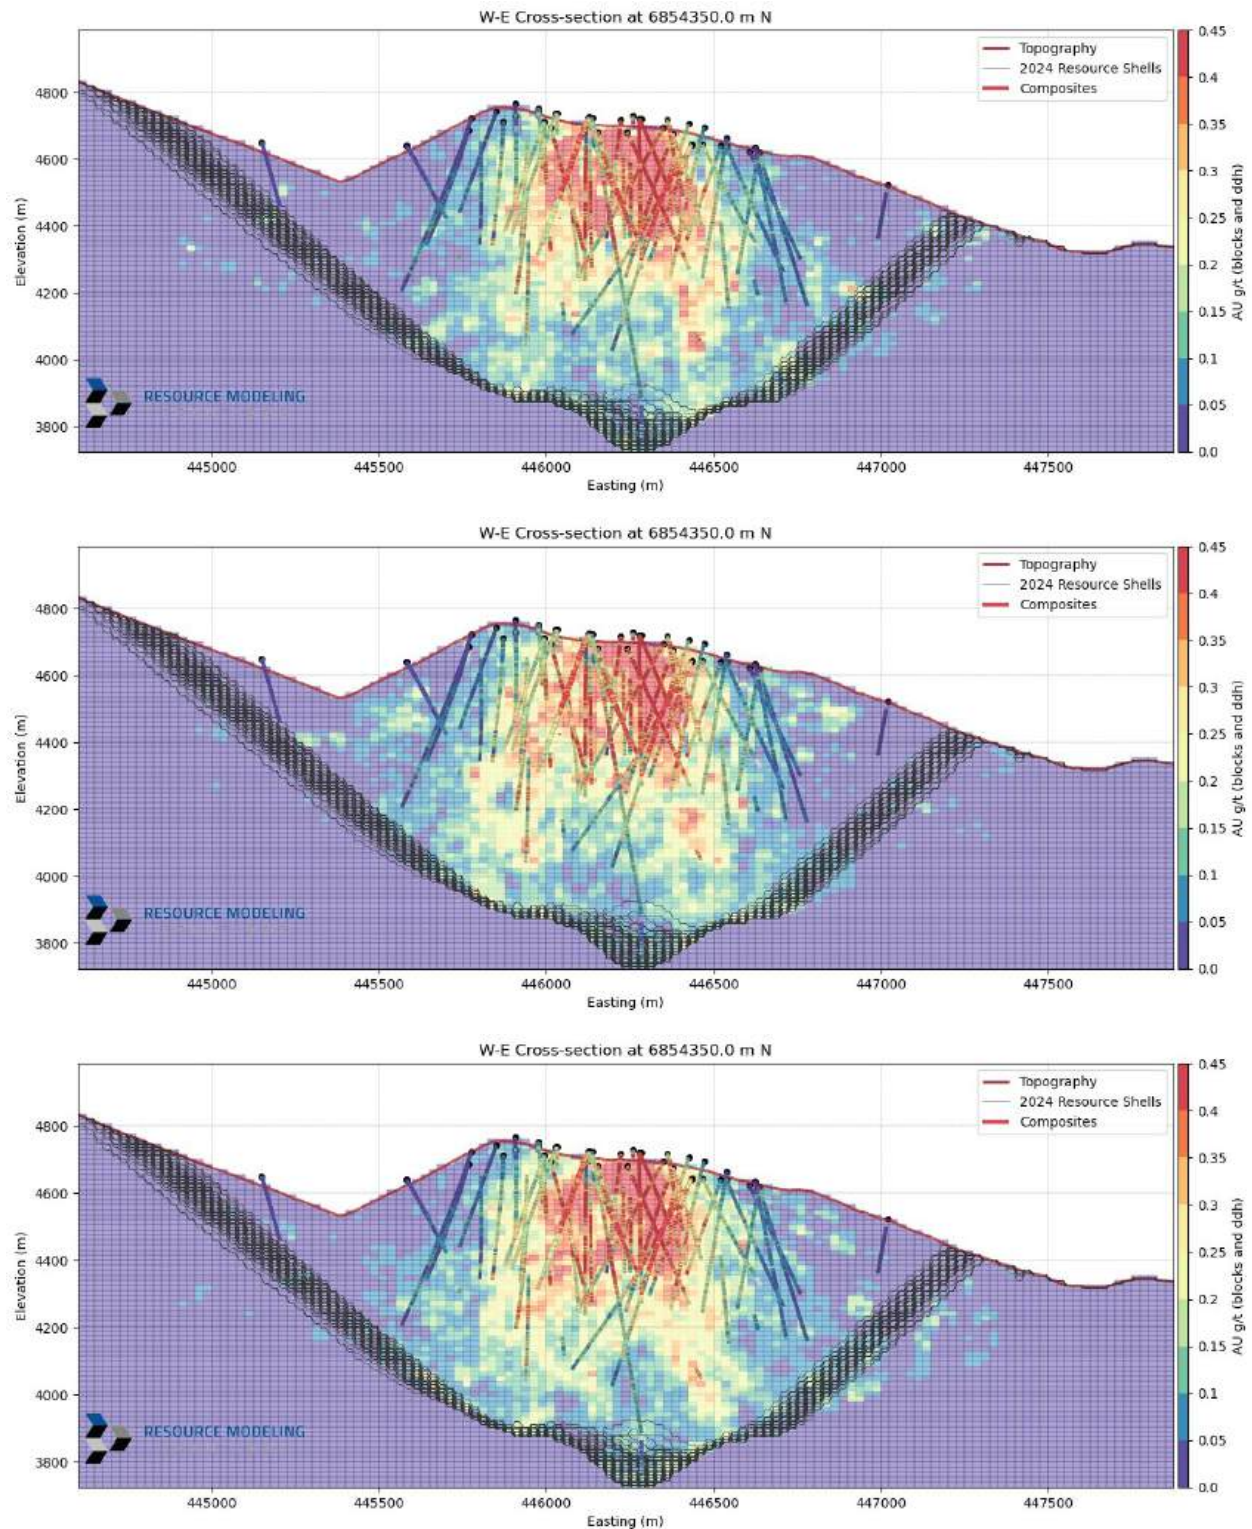 W-E Cross-section at 6854350.0 m N
Topography
2024 Resource Shells
Composites
Elevation (m)
4800
4600
4400
4200
4000
3800
RESOURCE MODELING
445000 445500 446000 446500 447000 447500
Easting (m)
0.45
0.4
0.35
0.3
0.25
0.2
0.15
0.1
0.05
0.0
AU g/t (blocks and ddh)
W-E Cross-section at 6854350.0 m N
Topography
2024 Resource Shells
Composites
Elevation (m)
4800
4600
4400
4200
4000
3800
RESOURCE MODELING
445000 445500 446000 446500 447000 447500
Easting (m)
0.45
0.4
0.35
0.3
0.25
0.2
0.15
0.1
0.05
0.0
AU g/t (blocks and ddh)
W-E Cross-section at 6854350.0 m N
Topography
2024 Resource Shells
Composites
Elevation (m)
4800
4600
4400
4200
4000
3800
RESOURCE MODELING
445000 445500 446000 446500 447000 447500
Easting (m)
0.45
0.4
0.35
0.3
0.25
0.2
0.15
0.1
0.05
0.0
AU g/t (blocks and ddh)